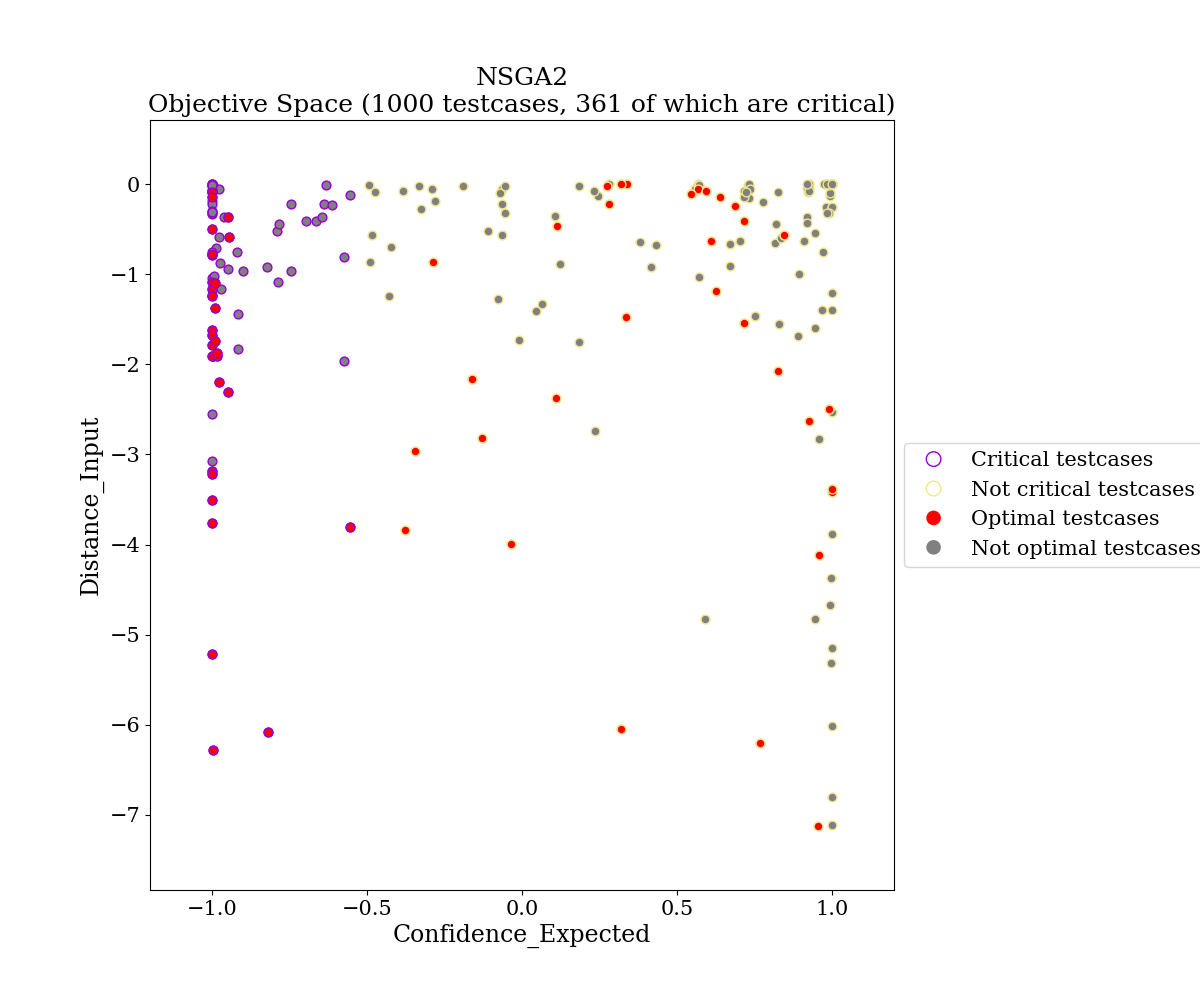 NSGA2
Objective Space (1000 testcases, 361 of which are critical)
0
−1
−2
−3
−4
−5
−6
−7
Distance_Input
−1.0
−0.5
0.0
0.5
1.0
Confidence_Expected
Critical testcases
Not critical testcases
Optimal testcases
Not optimal testcases